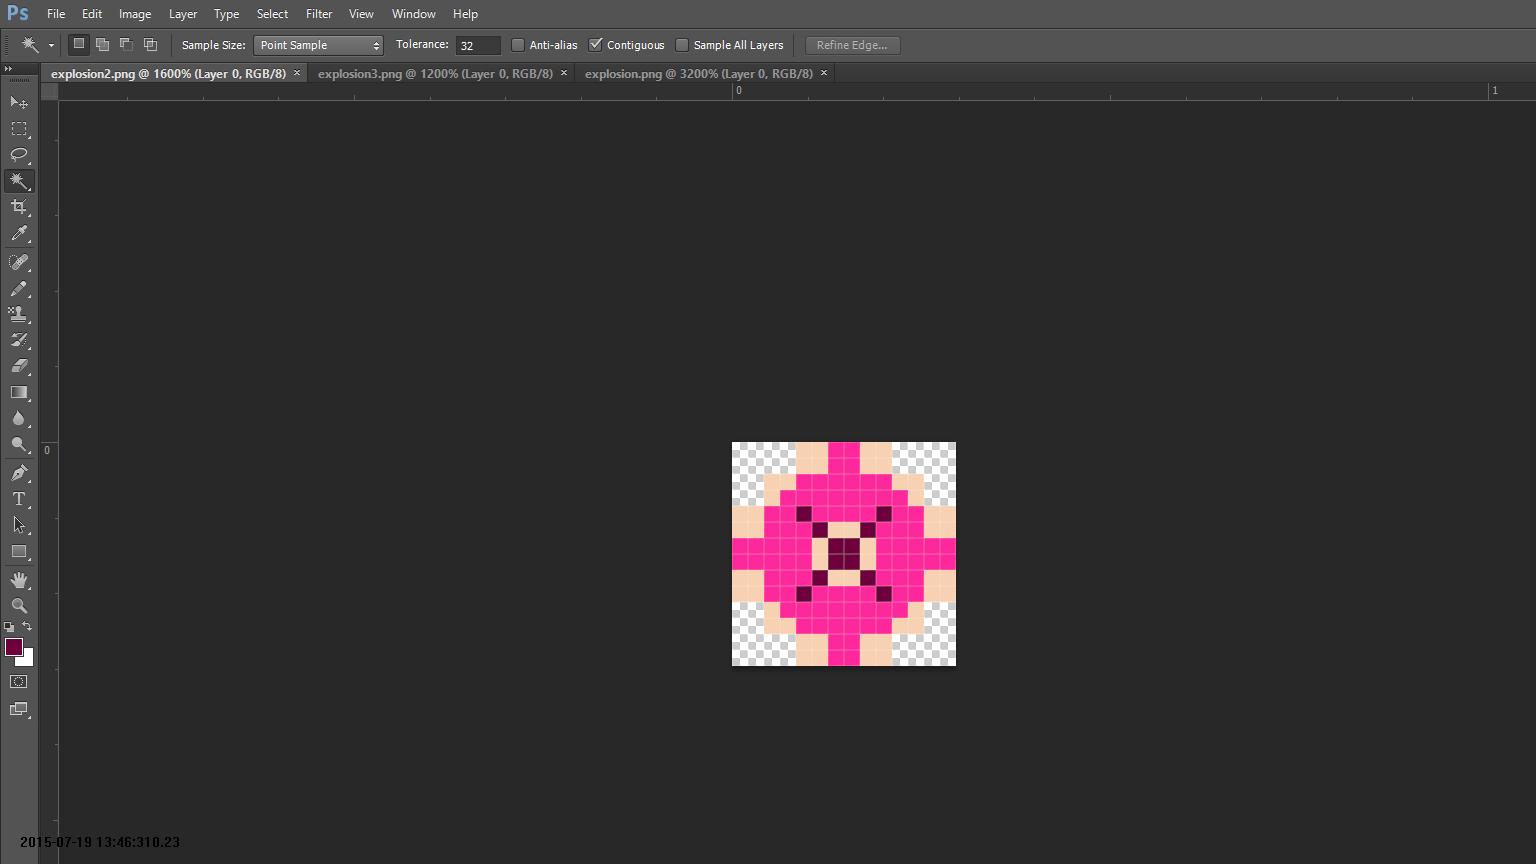 Ps File Edit Image Layer Type Select Filter View Window Help
Sample Size: Point Sample Tolerance: 32 Anti-alias Contiguous Sample All Layers Refine Edge...
explosion2.png @ 1600% (Layer 0, RGB/8) × explosion3.png @ 1200% (Layer 0, RGB/8) × explosion.png @ 3200% (Layer 0, RGB/8) ×
0 1
0
T
2015-07-19 13:46:310.23